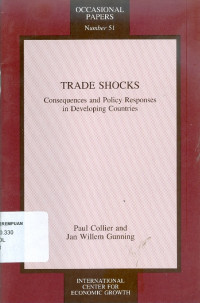 OCCASIONAL
PAPERS
Number 51
TRADE SHOCKS
Consequences and Policy Responses
in Developing Countries
Paul Collier and
Jan Willem Gunning
INTERNATIONAL
CENTER FOR
ECONOMIC GROWTH